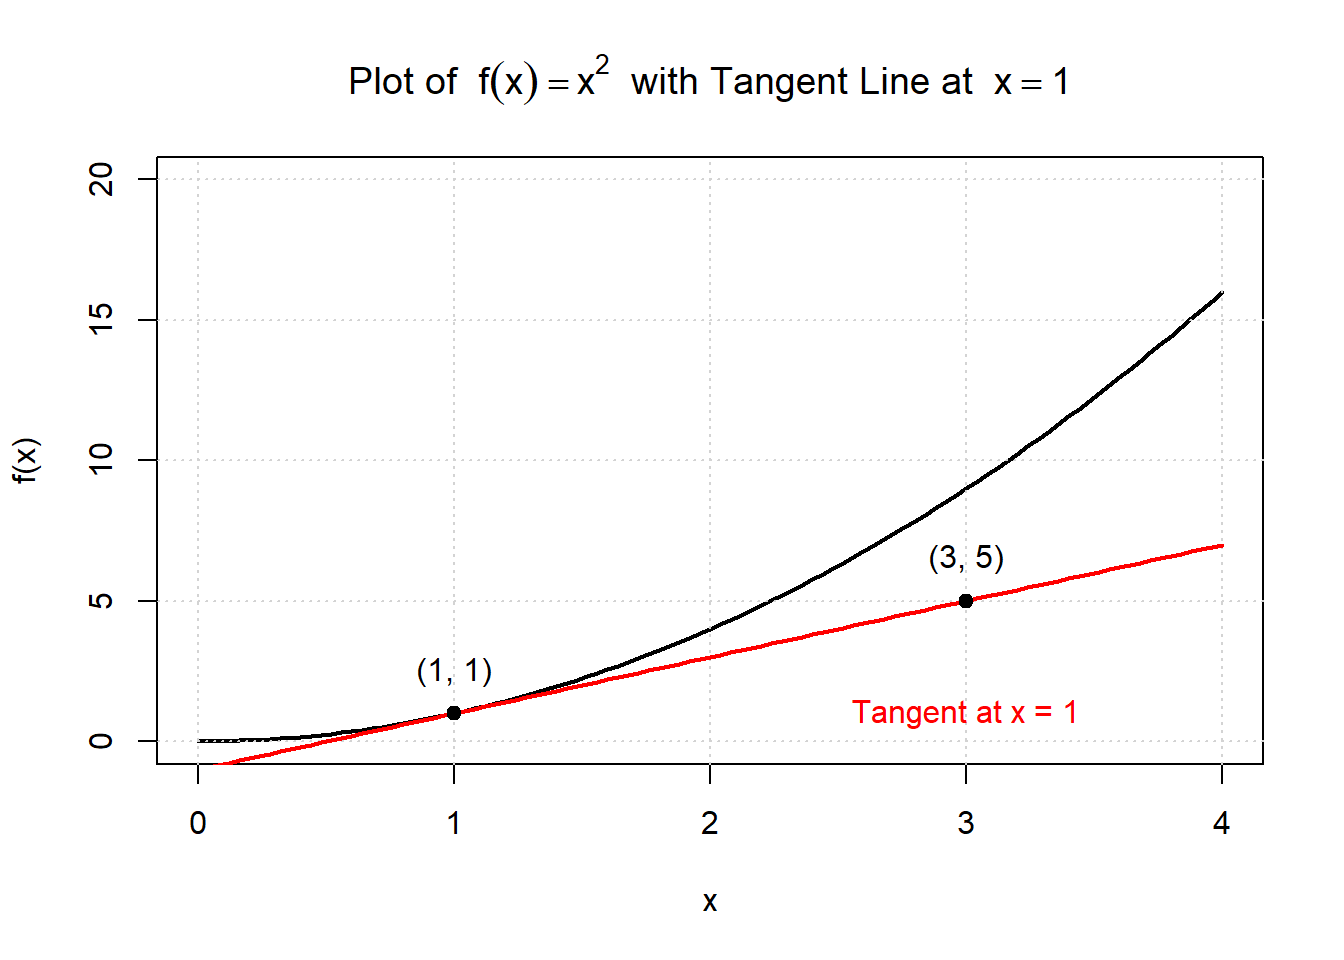 Plot of f(x) = x² with Tangent Line at x = 1
20
15
10
5
0
f(x)
(3, 5)
(1, 1)
Tangent at x = 1
0 1 2 3 4
x